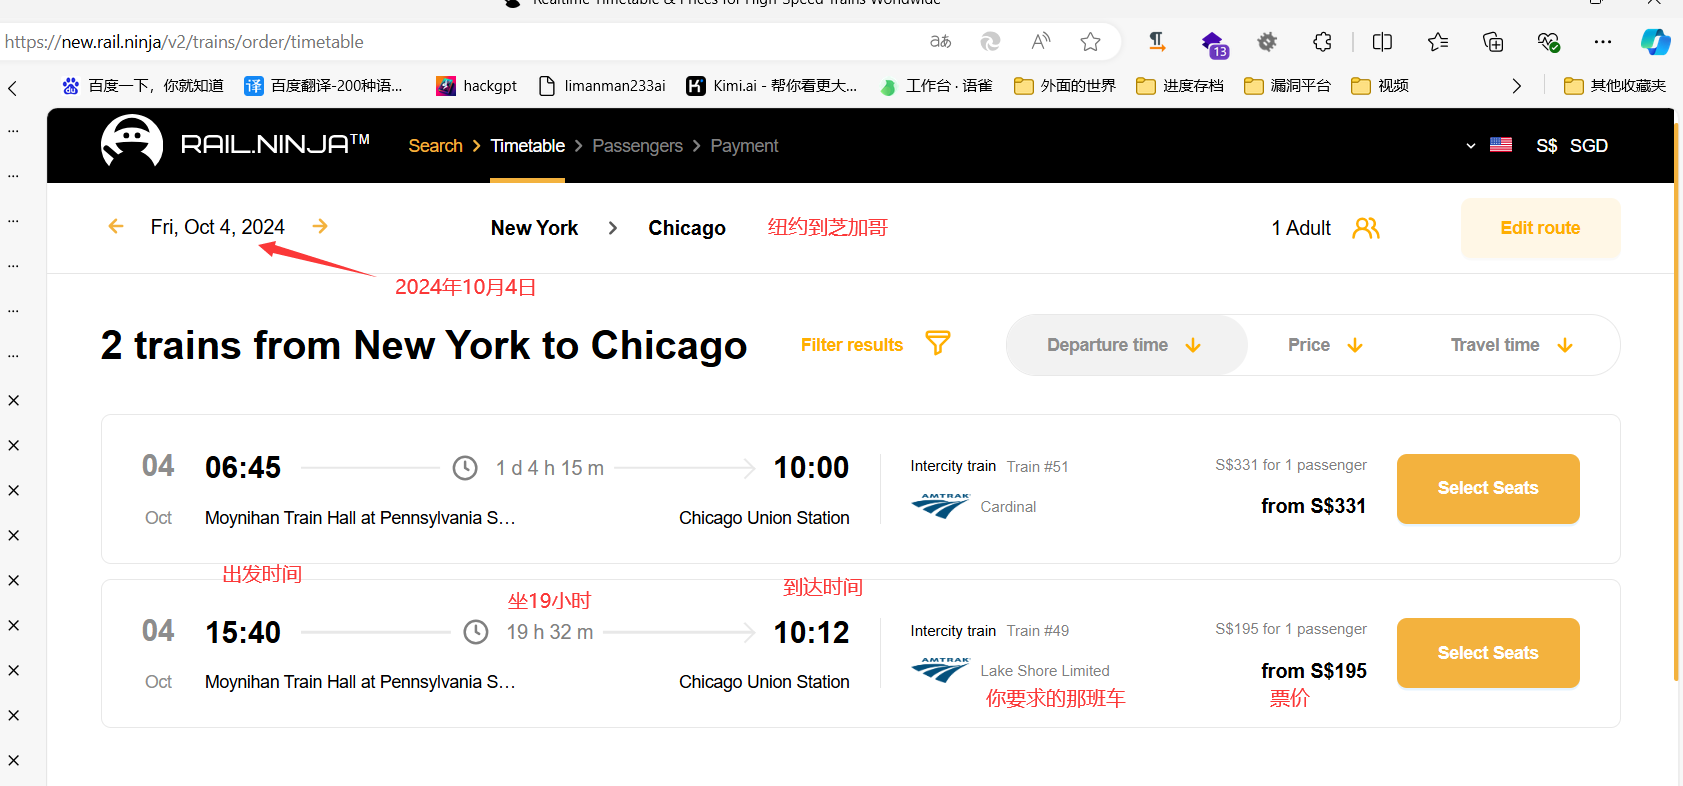 Realtime Timetable & Prices for High-Speed Trains Worldwide
https://new.rail.ninja/v2/trains/order/timetable
13
百度一下，你就知道
百度翻译-200种语...
hackgpt
limanman233ai
Kimi.ai - 帮你看更大...
工作台 · 语雀
外面的世界
进度存档
漏洞平台
视频
其他收藏夹
RAIL.NINJA™
Search > Timetable > Passengers > Payment
S$ SGD
Fri, Oct 4, 2024
New York > Chicago
纽约到芝加哥
1 Adult
Edit route
2024年10月4日
2 trains from New York to Chicago
Filter results
Departure time
Price
Travel time
04 06:45 1 d 4 h 15 m 10:00
Intercity train Train #51
S$331 for 1 passenger
AMTRAK Cardinal
from S$331
Select Seats
Oct Moynihan Train Hall at Pennsylvania S... Chicago Union Station
出发时间
坐19小时
到达时间
04 15:40 19 h 32 m 10:12
Intercity train Train #49
S$195 for 1 passenger
AMTRAK Lake Shore Limited
from S$195
Select Seats
Oct Moynihan Train Hall at Pennsylvania S... Chicago Union Station
你要求的那班车
票价